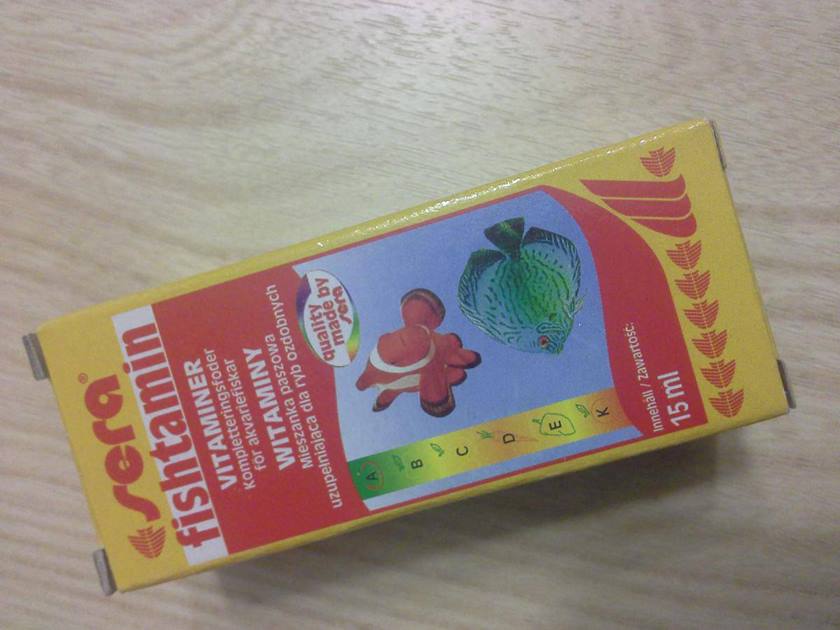 sera®
fishtamin
VITAMINER
Kompletteringsfoder
för akvariefiskar
WITAMINY
Mieszanka paszowa
uzupełniająca dla ryb ozdobnych
quality
made by
sera
A
B
C
D
E
K
Innehåll / Zawartość:
15 ml